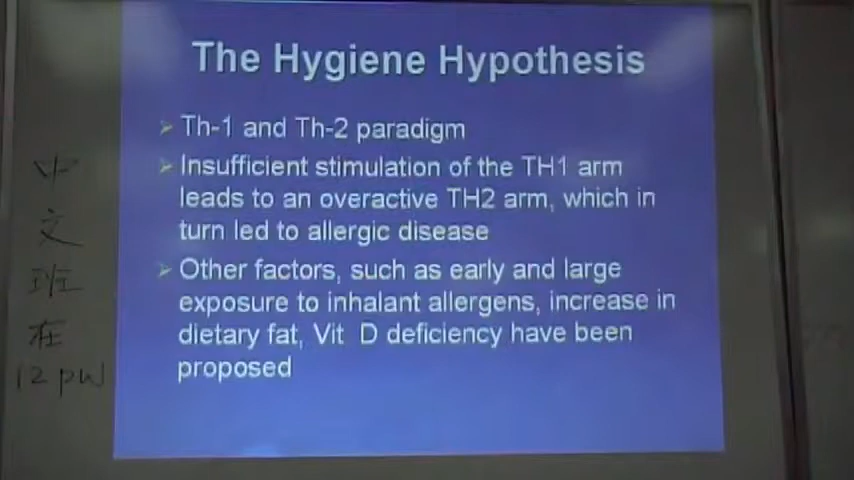 The Hygiene Hypothesis
➢ Th-1 and Th-2 paradigm
➢ Insufficient stimulation of the TH1 arm
leads to an overactive TH2 arm, which in
turn led to allergic disease
➢ Other factors, such as early and large
exposure to inhalant allergens, increase in
dietary fat, Vit D deficiency have been
proposed
中
文
班
在
12 pm